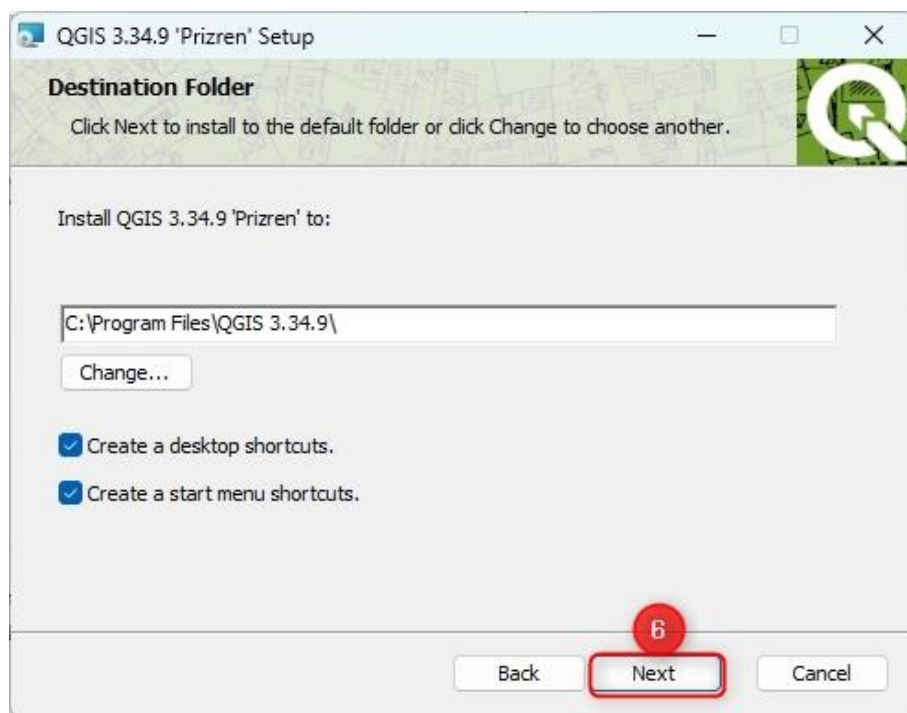 QGIS 3.34.9 'Prizren' Setup
Destination Folder
Click Next to install to the default folder or click Change to choose another.
Install QGIS 3.34.9 'Prizren' to:
C:\Program Files\QGIS 3.34.9\
Change...
Create a desktop shortcuts.
Create a start menu shortcuts.
6
Back Next Cancel